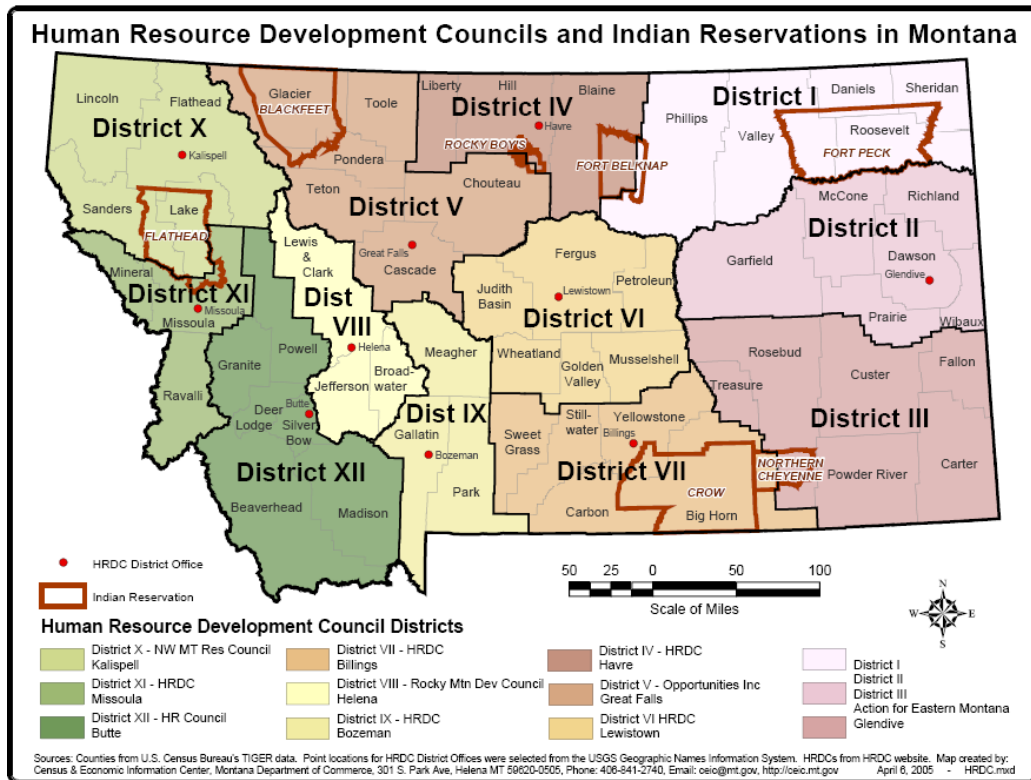 Human Resource Development Councils and Indian Reservations in Montana
Lincoln
Flathead
District X
Kalispell
Sanders
Lake
FLATHEAD
Glacier
BLACKFEET
Toole
Pondera
Teton
Chouteau
District V
Great Falls
Cascade
Liberty
Hill
Blaine
District IV
Havre
ROCKY BOY'S
FORT BELKNAP
District I
Daniels
Sheridan
Phillips
Valley
Roosevelt
FORT PECK
McCone
Richland
District II
Garfield
Dawson
Glendive
Prairie
Wibaux
Mineral
District XI
Missoula
Missoula
Ravalli
Lewis
&
Clark
Dist
VIII
Helena
Jefferson
Broad-
water
Powell
Granite
Butte
Deer
Lodge
Silver
Bow
District XII
Beaverhead
Madison
Meagher
Dist IX
Gallatin
Bozeman
Park
Fergus
Judith
Basin
Lewistown
Petroleum
District VI
Wheatland
Golden
Valley
Musselshell
Sweet
Grass
Still-
water
Yellowstone
Billings
District VII
Carbon
CROW
Big Horn
Rosebud
Treasure
Custer
Fallon
District III
NORTHERN
CHEYENNE
Powder River
Carter
HRDC District Office
Indian Reservation
50 25 0 50 100
Scale of Miles
N
W E
S
Human Resource Development Council Districts
District X - NW MT Res Council
Kalispell
District XI - HRDC
Missoula
District XII - HR Council
Butte
District VII - HRDC
Billings
District VIII - Rocky Mtn Dev Council
Helena
District IX - HRDC
Bozeman
District IV - HRDC
Havre
District V - Opportunities Inc
Great Falls
District VI HRDC
Lewistown
District I
District II
District III
Action for Eastern Montana
Glendive
Sources: Counties from U.S. Census Bureau's TIGER data. Point locations for HRDC District Offices were selected from the USGS Geographic Names Information System. HRDCs from HRDC website. Map created by:
Census & Economic Information Center, Montana Department of Commerce, 301 S. Park Ave, Helena MT 59620-0505, Phone: 406-841-2740, Email: ceic@mt.gov, http://ceic.mt.gov April 6, 2005 - HRDC.mxd